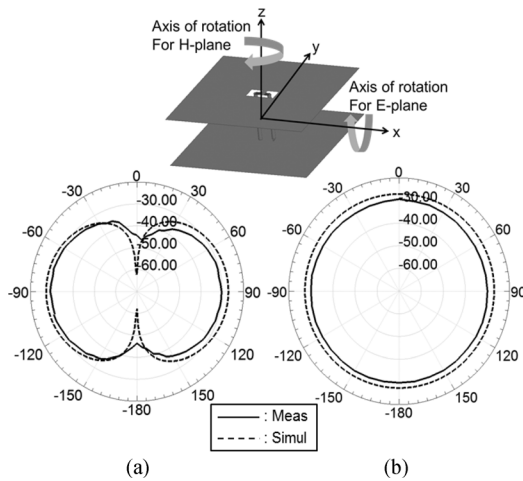 Axis of rotation
For H-plane
z
y
Axis of rotation
For E-plane
x
0
-30
30
-60
60
-90
90
-120
120
-150
150
-180
-30.00
-40.00
-50.00
-60.00
0
-30
30
-60
60
-90
90
-120
120
-150
150
-180
-30.00
-40.00
-50.00
-60.00
: Meas
: Simul
(a)
(b)